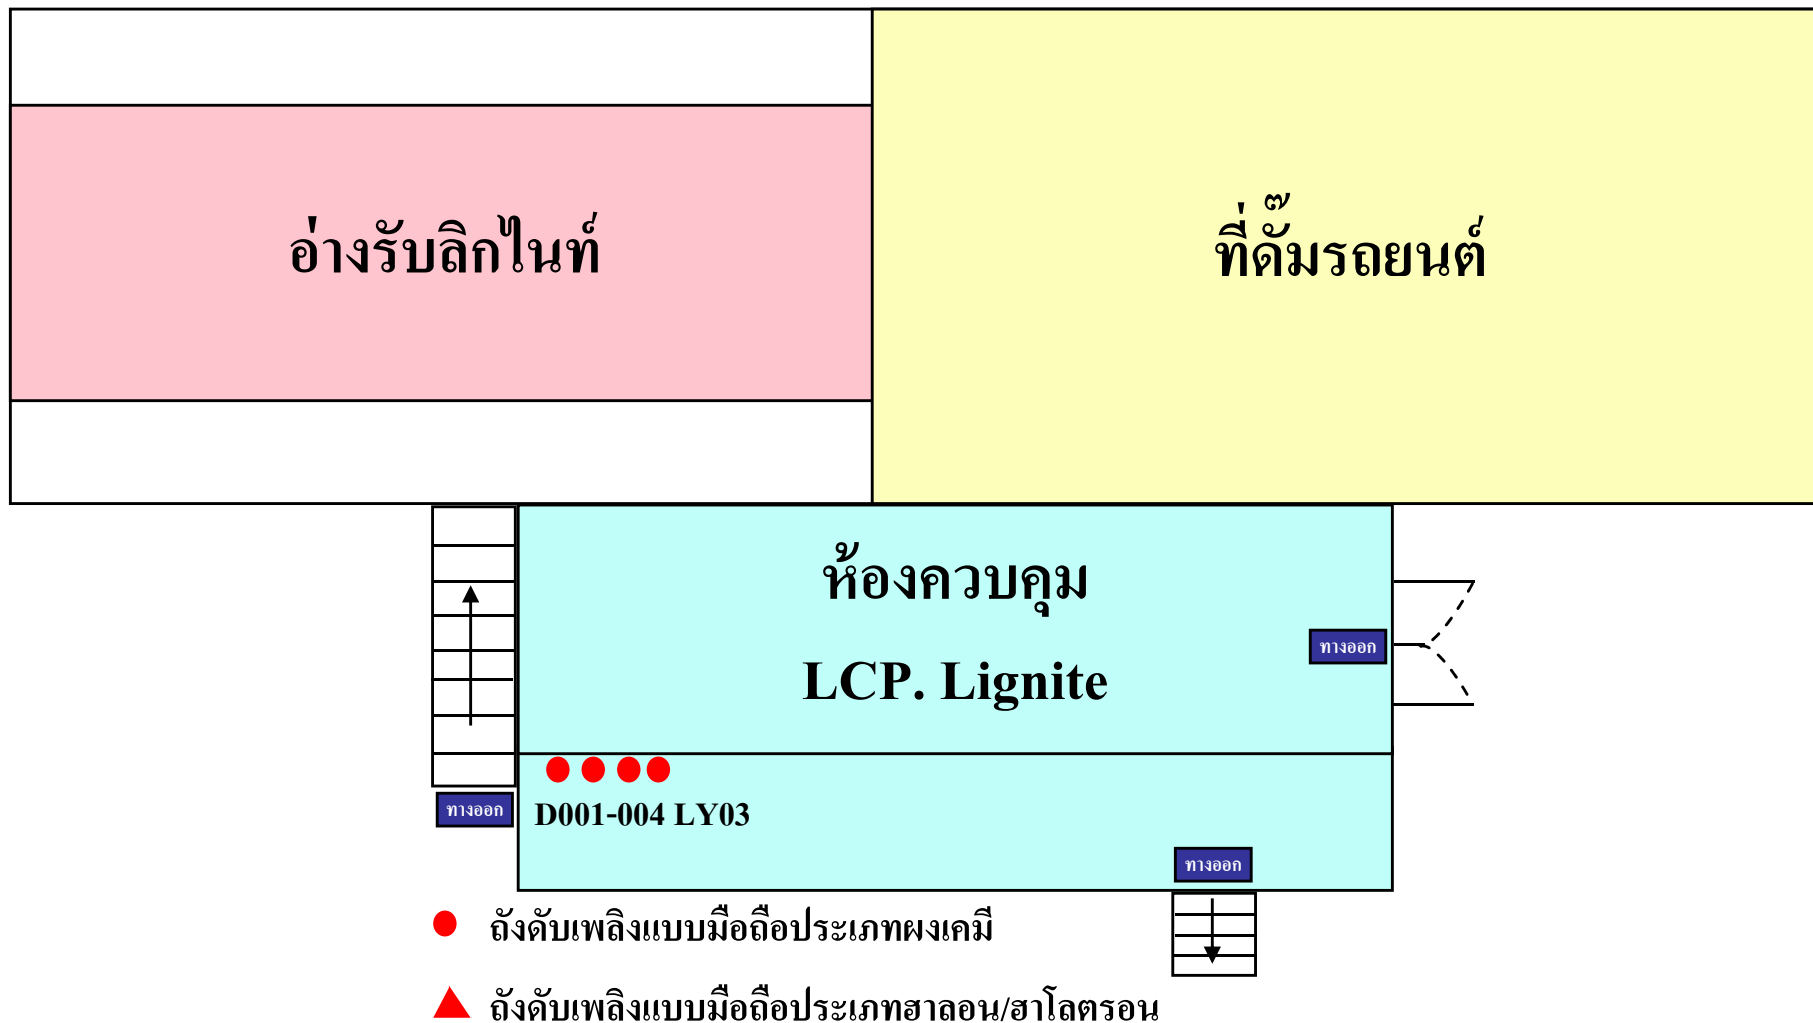 อ่างรับลิกไนท์
ที่ดั๊มรถยนต์
ห้องควบคุม
LCP. Lignite
ทางออก
ทางออก
D001-004 LY03
ทางออก
ถังดับเพลิงแบบมือถือประเภทผงเคมี
ถังดับเพลิงแบบมือถือประเภทฮาลอน/ฮาโลตรอน